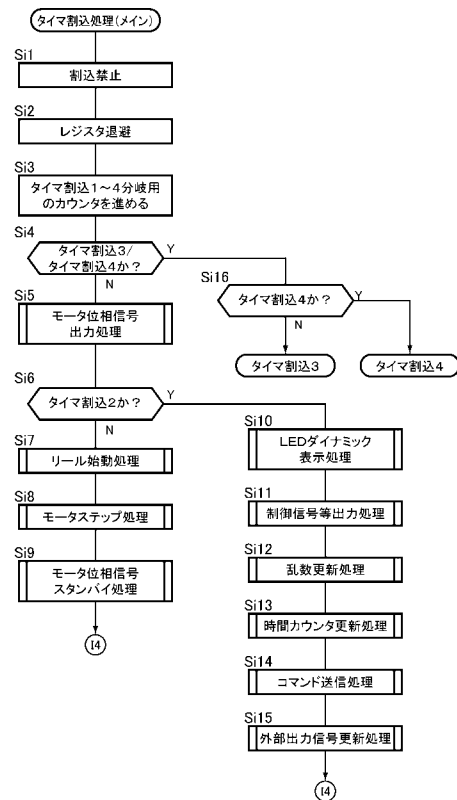 タイマ割込処理(メイン)
Si1
割込禁止
Si2
レジスタ退避
Si3
タイマ割込1～4分岐用
のカウンタを進める
Si4
タイマ割込3/
タイマ割込4か?
Y
N
Si16
タイマ割込4か?
Y
N
タイマ割込3
タイマ割込4
Si5
モータ位相信号
出力処理
Si6
タイマ割込2か?
Y
N
Si7
リール始動処理
Si8
モータステップ処理
Si9
モータ位相信号
スタンバイ処理
I4
Si10
LEDダイナミック
表示処理
Si11
制御信号等出力処理
Si12
乱数更新処理
Si13
時間カウンタ更新処理
Si14
コマンド送信処理
Si15
外部出力信号更新処理
I4